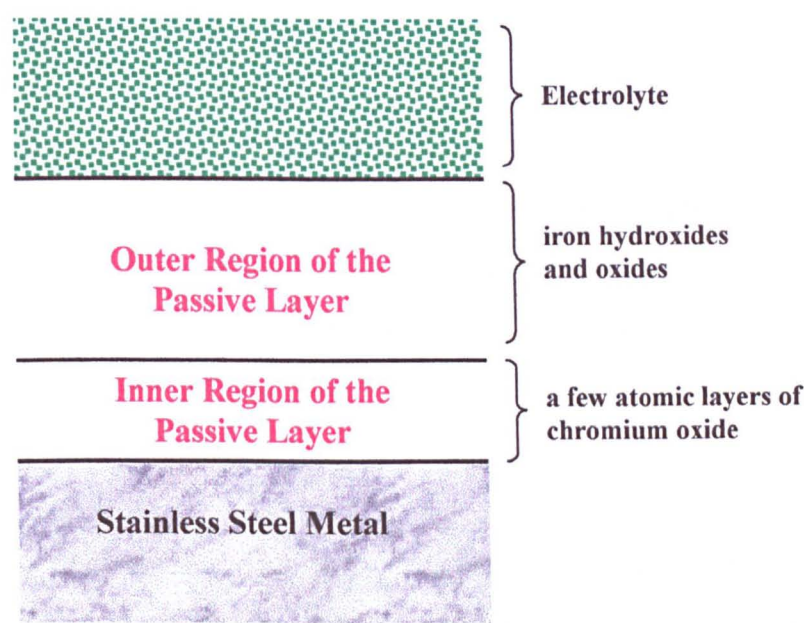 Electrolyte
Outer Region of the
Passive Layer
iron hydroxides
and oxides
Inner Region of the
Passive Layer
a few atomic layers of
chromium oxide
Stainless Steel Metal